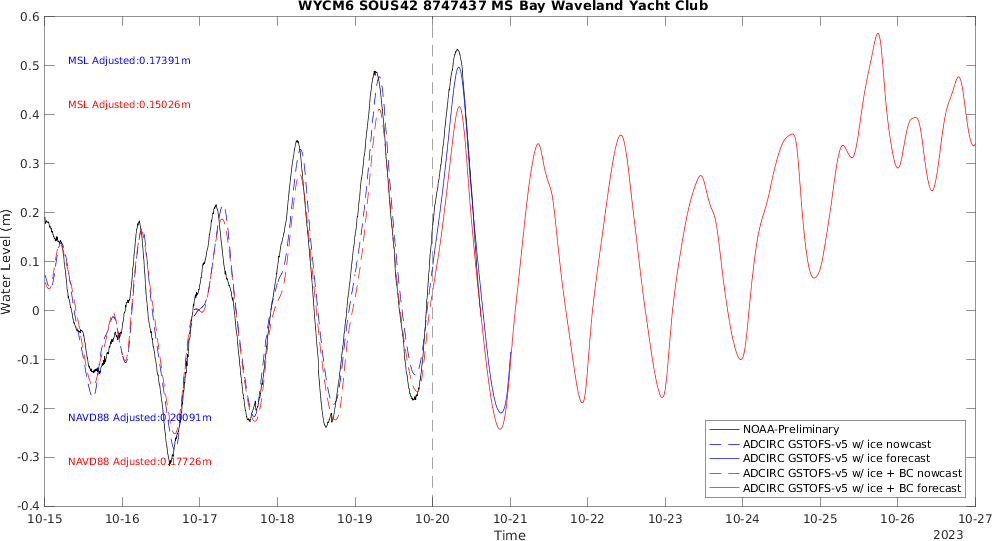 WYCM6 SOUS42 8747437 MS Bay Waveland Yacht Club
0.6
0.5
0.4
0.3
0.2
0.1
0
-0.1
-0.2
-0.3
-0.4
Water Level (m)
MSL Adjusted:0.17391m
MSL Adjusted:0.15026m
NAVD88 Adjusted:0.20091m
NAVD88 Adjusted:0.17726m
NOAA-Preliminary
ADCIRC GSTOFS-v5 w/ ice nowcast
ADCIRC GSTOFS-v5 w/ ice forecast
ADCIRC GSTOFS-v5 w/ ice + BC nowcast
ADCIRC GSTOFS-v5 w/ ice + BC forecast
10-15 10-16 10-17 10-18 10-19 10-20 10-21 10-22 10-23 10-24 10-25 10-26 10-27
Time
2023